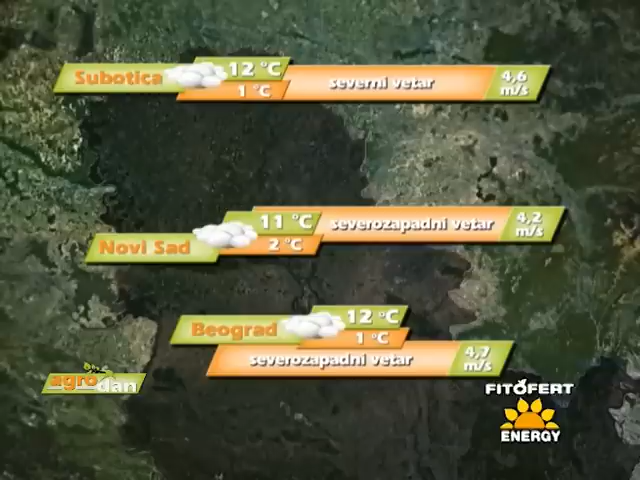 Subotica
12 °C
1 °C
severni vetar
4,6
m/s
Novi Sad
11 °C
2 °C
severozapadni vetar
4,2
m/s
Beograd
12 °C
1 °C
severozapadni vetar
4,7
m/s
agro
dan
FITOFERT
ENERGY